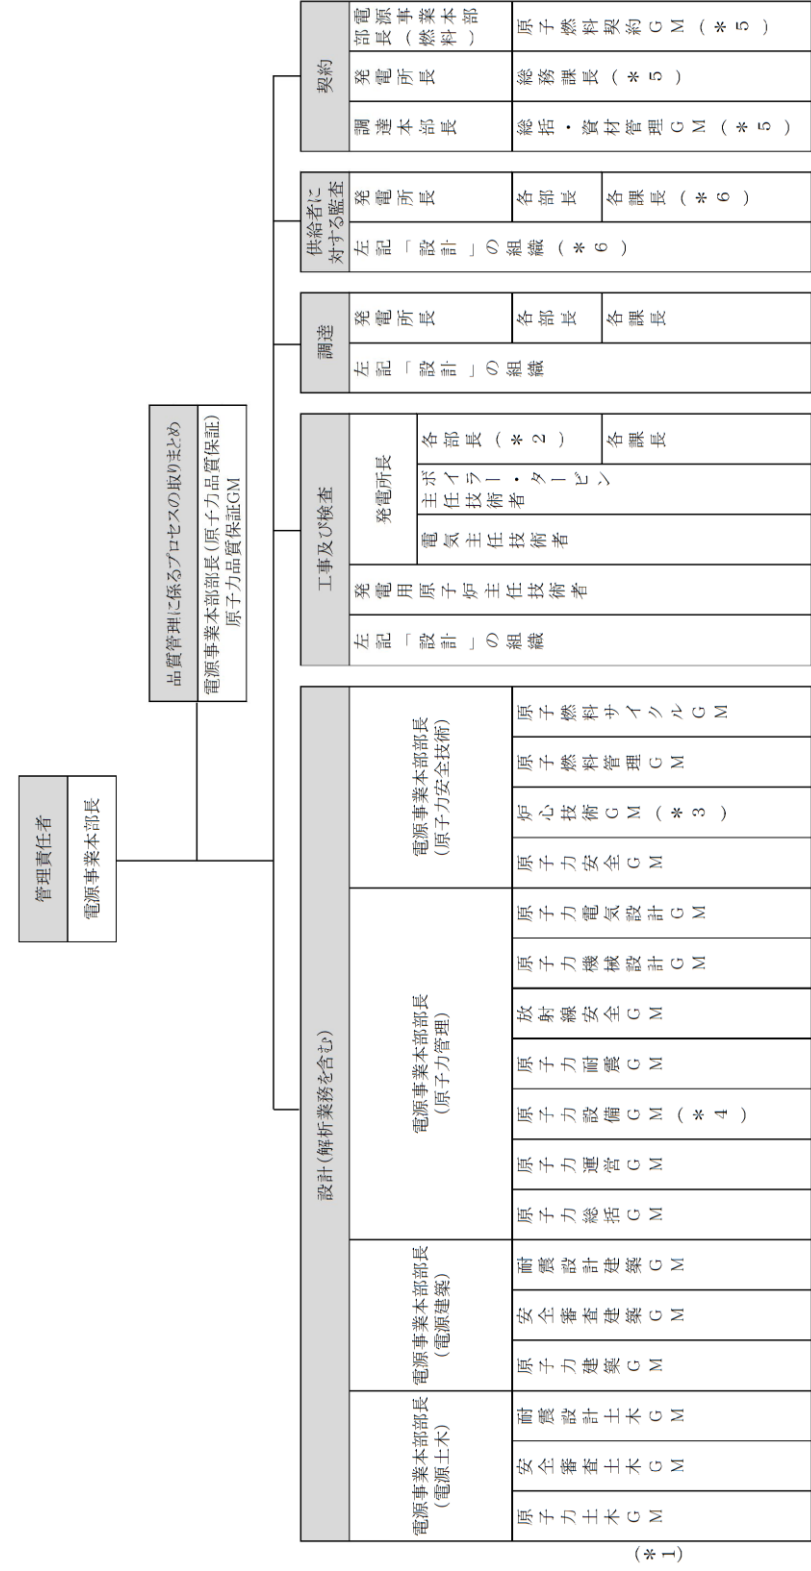 管理責任者
電源事業本部長
品質管理に係るプロセスの取りまとめ
電源事業本部部長(原子力品質保証)
原子力品質保証GM
設計(解析業務を含む)
電源事業本部部長
(電源土木)
原子力土木GM
安全審査土木GM
耐震設計土木GM
電源事業本部部長
(電源建築)
原子力建築GM
安全審査建築GM
耐震設計建築GM
電源事業本部部長
(原子力管理)
原子力総括GM
原子力運営GM
原子力設備GM(*4)
原子力耐震GM
放射線安全GM
原子力機械設計GM
原子力電気設計GM
電源事業本部部長
(原子力安全技術)
原子力安全GM
炉心技術GM(*3)
原子燃料管理GM
原子燃料サイクルGM
(*1)
工事及び検査
左記「設計」の組織
発電用原子炉主任技術者
発電所長
電気主任技術者
ボイラー・タービン
主任技術者
各部長(*2)
各課長
調達
左記「設計」の組織
発電所長
各部長
各課長
供給者に
対する監査
左記「設計」の組織(*6)
発電所長
各部長
各課長(*6)
契約
調達本部長
総括・資材管理GM(*5)
発電所長
総務課長(*5)
電源事業本部
部長(燃料)
原子燃料契約GM(*5)